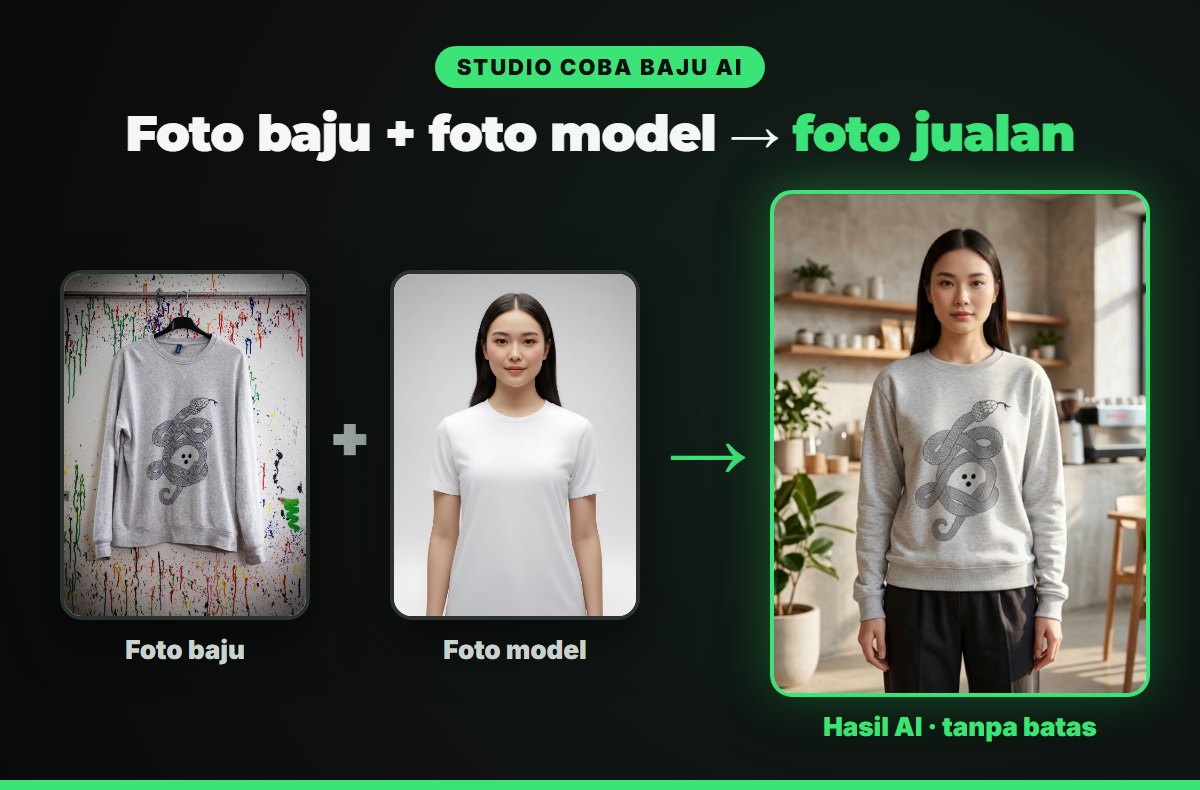 STUDIO COBA BAJU AI
Foto baju + foto model → foto jualan
Foto baju
Foto model
Hasil AI · tanpa batas